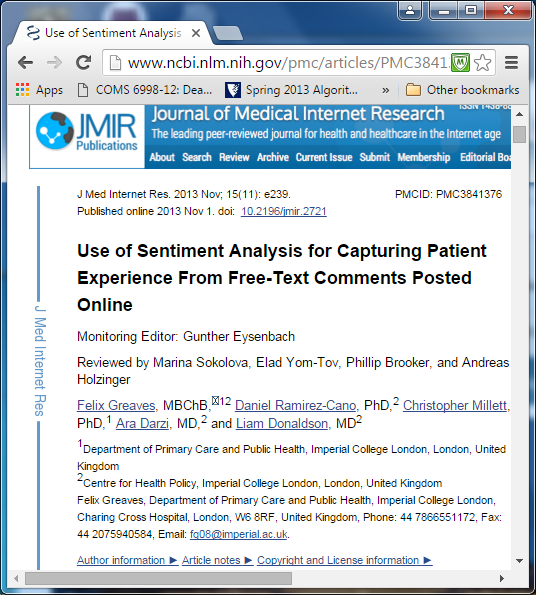 Use of Sentiment Analysis
www.ncbi.nlm.nih.gov/pmc/articles/PMC3841
Apps COMS 6998-12: Dea... Spring 2013 Algorit... » Other bookmarks
JMIR Publications
Journal of Medical Internet Research
The leading peer-reviewed journal for health and healthcare in the Internet age
About Search Review Archive Current Issue Submit Membership Editorial Boa
J Med Internet Res
J Med Internet Res. 2013 Nov; 15(11): e239. PMCID: PMC3841376
Published online 2013 Nov 1. doi: 10.2196/jmir.2721
Use of Sentiment Analysis for Capturing Patient
Experience From Free-Text Comments Posted
Online
Monitoring Editor: Gunther Eysenbach
Reviewed by Marina Sokolova, Elad Yom-Tov, Phillip Brooker, and Andreas
Holzinger
Felix Greaves, MBChB,12 Daniel Ramirez-Cano, PhD,2 Christopher Millett,
PhD,1 Ara Darzi, MD,2 and Liam Donaldson, MD2
1Department of Primary Care and Public Health, Imperial College London, London, United
Kingdom
2Centre for Health Policy, Imperial College London, London, United Kingdom
Felix Greaves, Department of Primary Care and Public Health, Imperial College London,
Charing Cross Hospital, London, W6 8RF, United Kingdom, Phone: 44 7866551172, Fax:
44 2075940584, Email: fg08@imperial.ac.uk.
Author information ► Article notes ► Copyright and License information ►